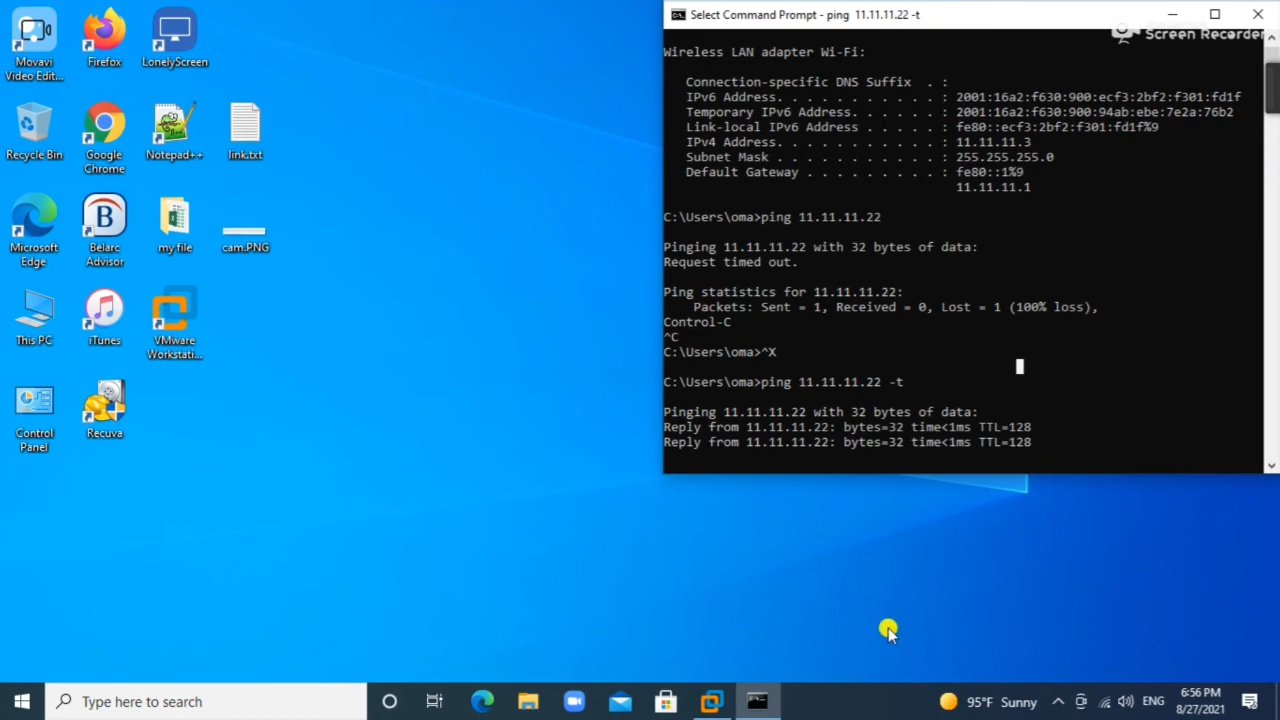 Select Command Prompt - ping 11.11.11.22 -t
Screen Recorder
Wireless LAN adapter Wi-Fi:
Connection-specific DNS Suffix  . :
IPv6 Address. . . . . . . . . . . : 2001:16a2:f630:900:ecf3:2bf2:f301:fd1f
Temporary IPv6 Address. . . . . . : 2001:16a2:f630:900:94ab:ebe:7e2a:76b2
Link-local IPv6 Address . . . . . : fe80::ecf3:2bf2:f301:fd1f%9
IPv4 Address. . . . . . . . . . . : 11.11.11.3
Subnet Mask . . . . . . . . . . . : 255.255.255.0
Default Gateway . . . . . . . . . : fe80::1%9
11.11.11.1
C:\Users\oma>ping 11.11.11.22
Pinging 11.11.11.22 with 32 bytes of data:
Request timed out.
Ping statistics for 11.11.11.22:
Packets: Sent = 1, Received = 0, Lost = 1 (100% loss),
Control-C
^C
C:\Users\oma>^X
C:\Users\oma>ping 11.11.11.22 -t
Pinging 11.11.11.22 with 32 bytes of data:
Reply from 11.11.11.22: bytes=32 time<1ms TTL=128
Reply from 11.11.11.22: bytes=32 time<1ms TTL=128
Movavi
Video Edit...
Firefox
LonelyScreen
Recycle Bin
Google
Chrome
Notepad++
link.txt
Microsoft
Edge
Belarc
Advisor
my file
cam.PNG
This PC
iTunes
VMware
Workstati...
Control
Panel
Recuva
Type here to search
95°F Sunny
ENG
6:56 PM
8/27/2021